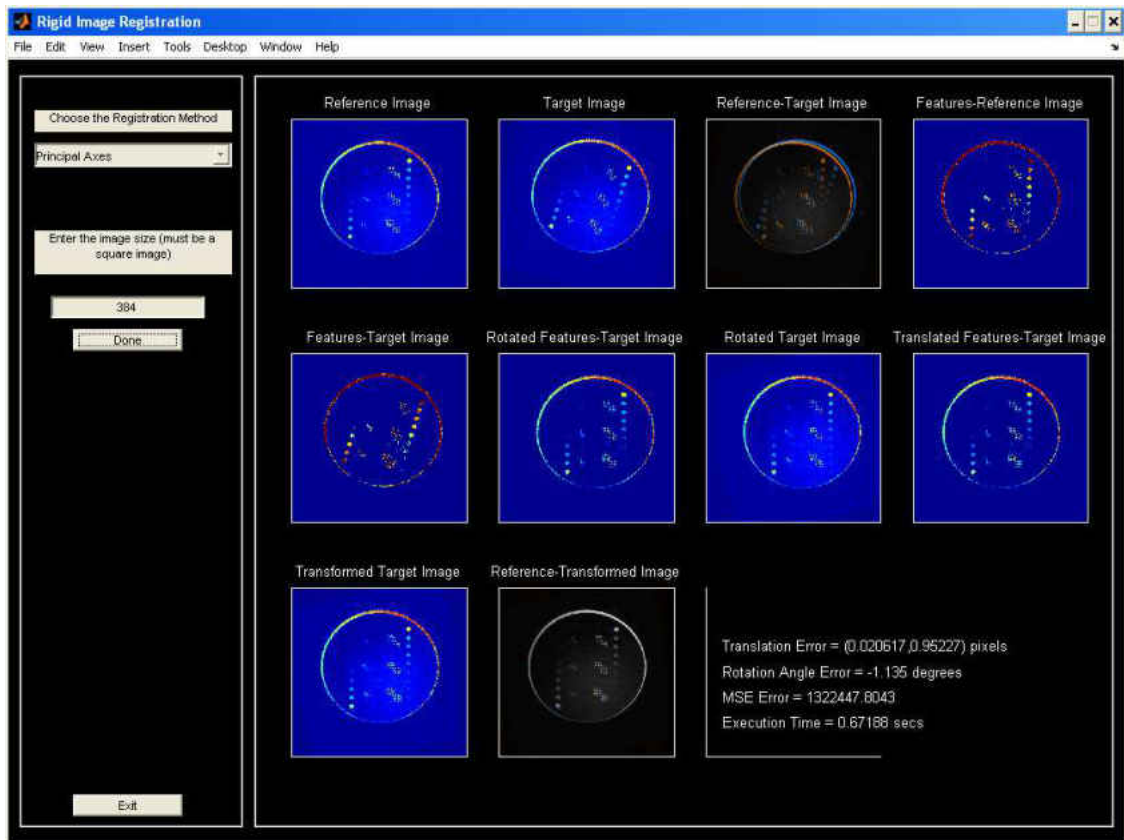 Rigid Image Registration
File Edit View Insert Tools Desktop Window Help
Choose the Registration Method
Principal Axes
Enter the image size (must be a
square image)
384
Done
Exit
Reference Image Target Image Reference-Target Image Features-Reference Image
Features-Target Image Rotated Features-Target Image Rotated Target Image Translated Features-Target Image
Transformed Target Image Reference-Transformed Image
Translation Error = (0.020617,0.95227) pixels
Rotation Angle Error = -1.135 degrees
MSE Error = 1322447.8043
Execution Time = 0.67188 secs